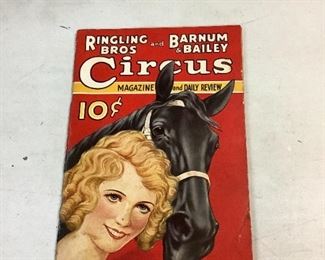 RINGLING BROS and BARNUM & BAILEY
Circus
MAGAZINE and DAILY REVIEW
10¢